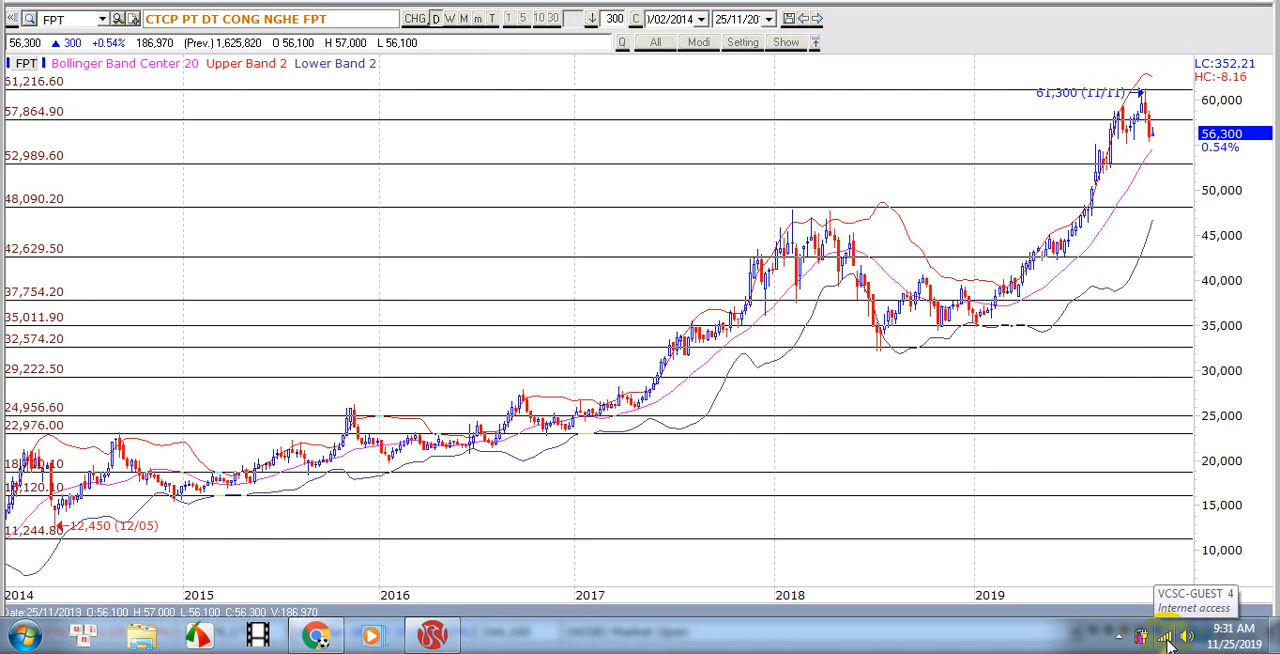 FPT CTCP PT DT CONG NGHE FPT CHG D W M m T 1 5 10 30 300 C 1/02/2014 25/11/20
56,300 ▲ 300 +0.54% 186,970 (Prev.) 1,625,820 O 56,100 H 57,000 L 56,100 Q All Modi Setting Show
FPT Bollinger Band Center 20 Upper Band 2 Lower Band 2
LC:352.21
HC:-8.16
61,216.60
61,300 (11/11)
60,000
57,864.90
56,300
0.54%
52,989.60
50,000
48,090.20
45,000
42,629.50
40,000
37,754.20
35,011.90
35,000
32,574.20
30,000
29,222.50
24,956.60
25,000
22,976.00
20,000
15,000
12,450 (12/05)
11,244.80
10,000
2014 2015 2016 2017 2018 2019
Date:25/11/2019 O:56,100 H:57,000 L:56,100 C:56,300 V:186,970
VCSC-GUEST 4
Internet access
9:31 AM
11/25/2019